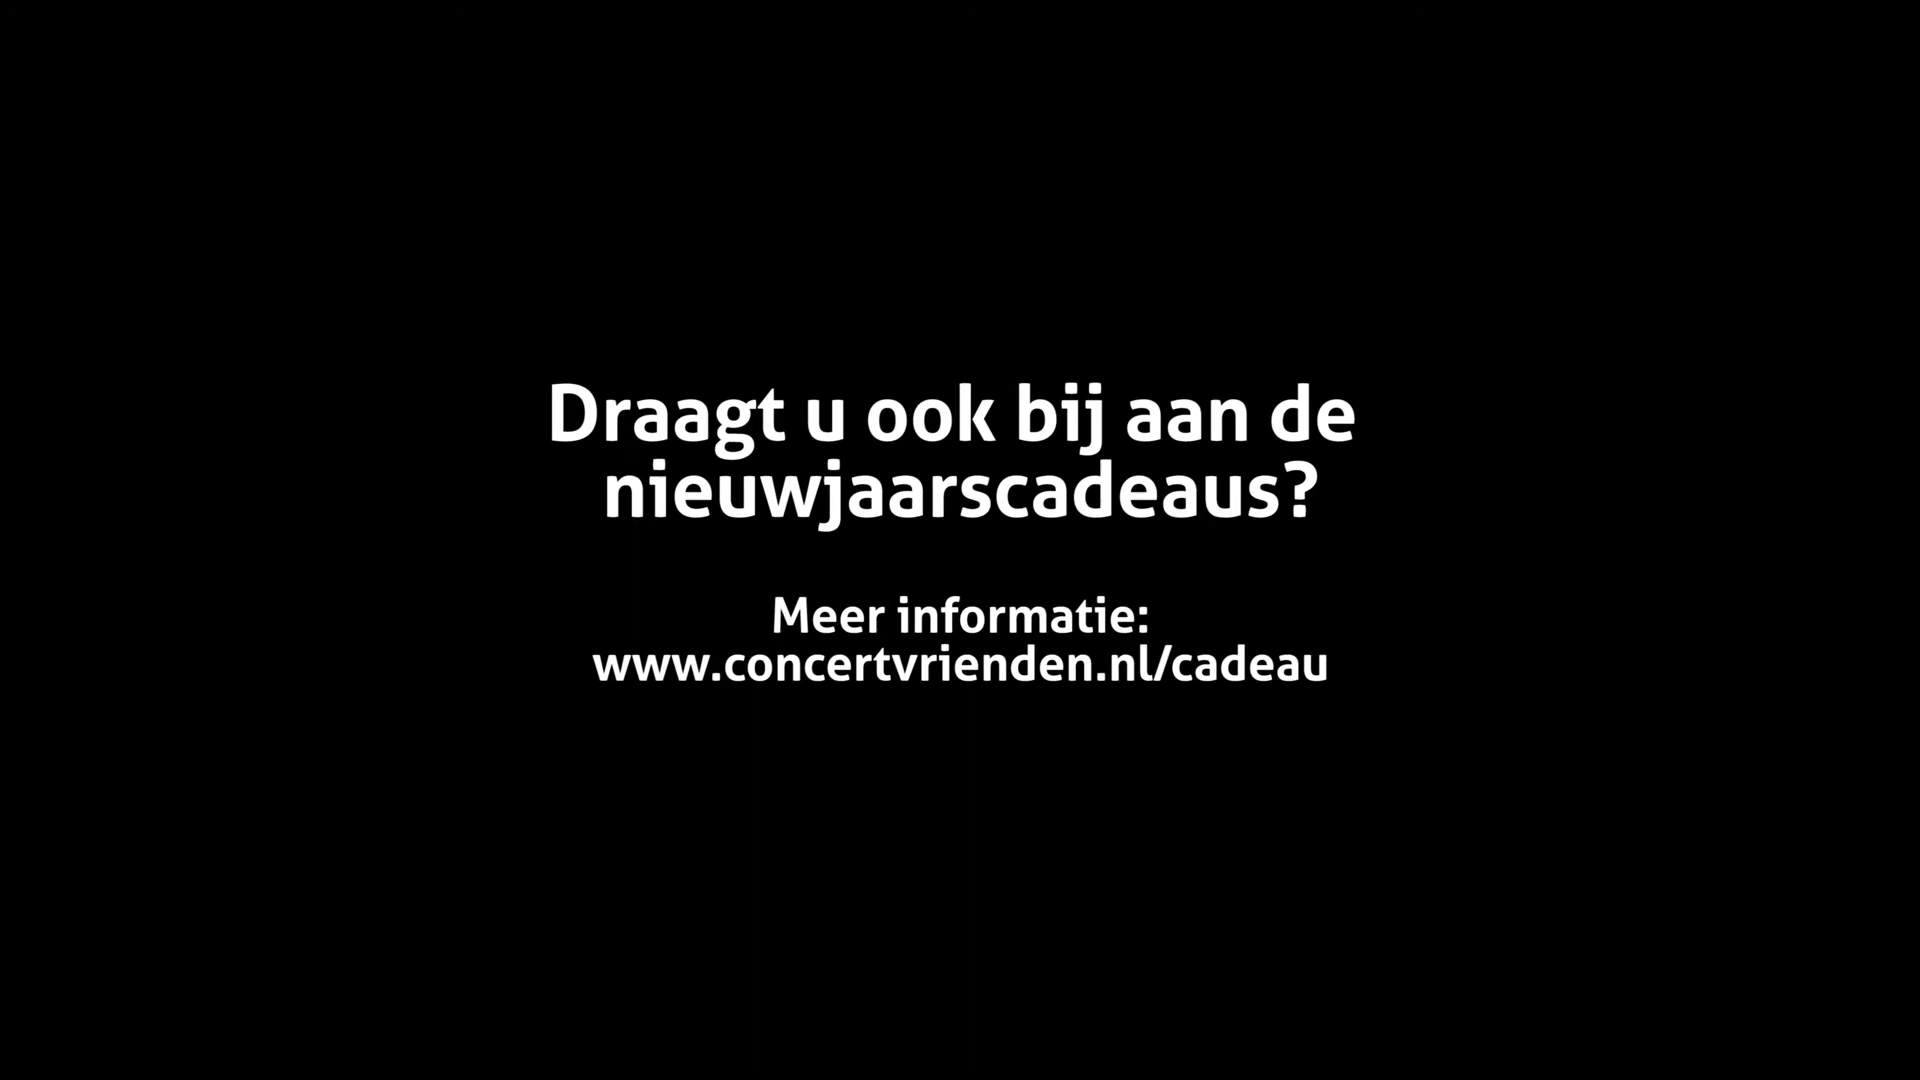 Draagt u ook bij aan de
nieuwjaarscadeaus?
Meer informatie:
www.concertvrienden.nl/cadeau